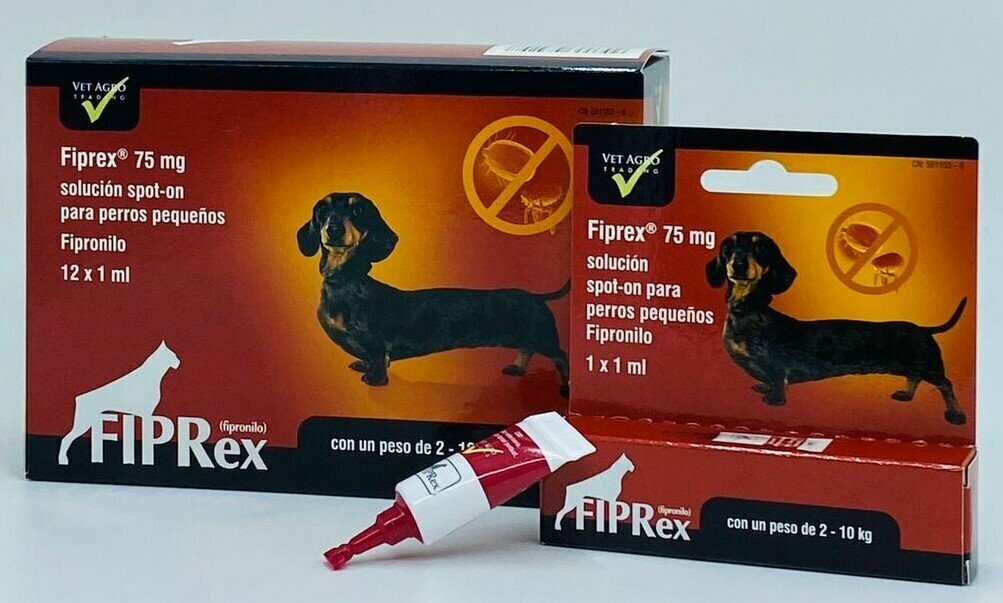 VET AGRO
TRADING
Fiprex® 75 mg
solución spot-on
para perros pequeños
Fipronilo
12 x 1 ml
(fipronilo)
FIPRex
con un peso de 2 -
VET AGRO
TRADING
Fiprex® 75 mg
solución
spot-on para
perros pequeños
Fipronilo
1 x 1 ml
(fipronilo)
FIPRex
con un peso de 2 - 10 kg